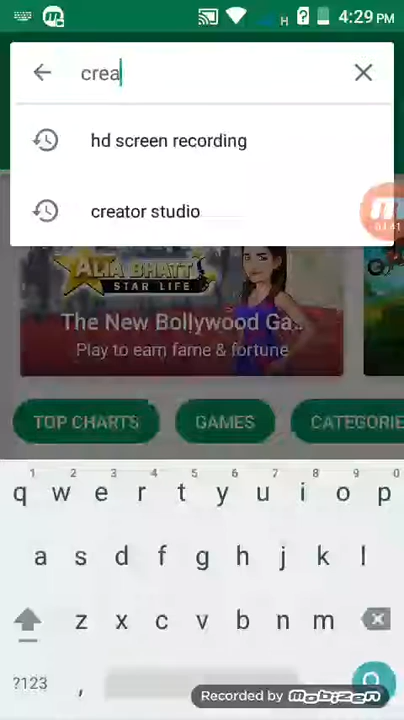 H 4:29 PM
crea
hd screen recording
creator studio
ALIA BHATT
STAR LIFE
The New Bollywood Ga..
Play to earn fame & fortune
TOP CHARTS GAMES CATEGORIE
1 2 3 4 5 6 7 8 9 0
q w e r t y u i o p
a s d f g h j k l
z x c v b n m
?123 ,
Recorded by mobizen